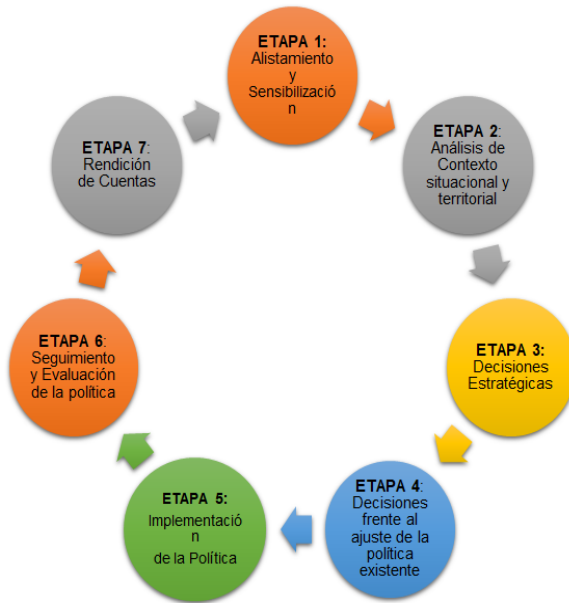 ETAPA 1:
Alistamiento
y
Sensibilizació
n
ETAPA 2:
Análisis de
Contexto
situacional y
territorial
ETAPA 3:
Decisiones
Estratégicas
ETAPA 4:
Decisiones
frente al
ajuste de la
política
existente
ETAPA 5:
Implementació
n
de la Política
ETAPA 6:
Seguimiento
y Evaluación
de la política
ETAPA 7:
Rendición
de Cuentas